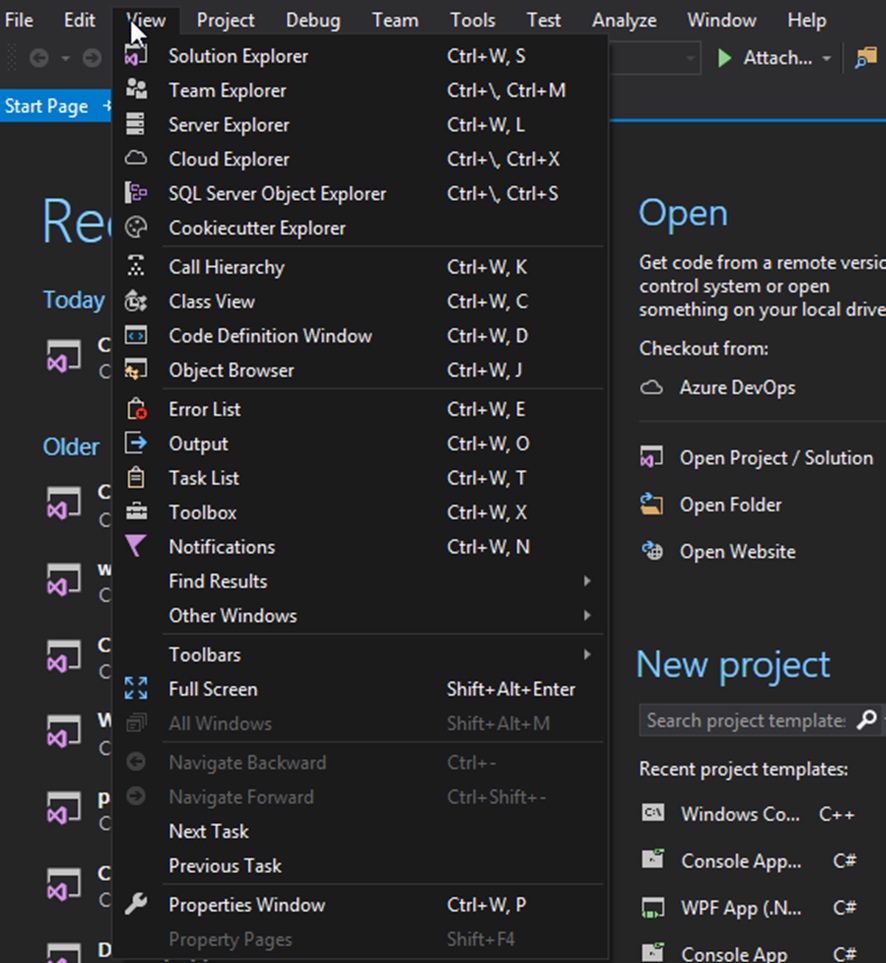 File Edit View Project Debug Team Tools Test Analyze Window Help
Attach...
Start Page
Today
Older
Solution Explorer Ctrl+W, S
Team Explorer Ctrl+\, Ctrl+M
Server Explorer Ctrl+W, L
Cloud Explorer Ctrl+\, Ctrl+X
SQL Server Object Explorer Ctrl+\, Ctrl+S
Cookiecutter Explorer
Call Hierarchy Ctrl+W, K
Class View Ctrl+W, C
Code Definition Window Ctrl+W, D
Object Browser Ctrl+W, J
Error List Ctrl+W, E
Output Ctrl+W, O
Task List Ctrl+W, T
Toolbox Ctrl+W, X
Notifications Ctrl+W, N
Find Results
Other Windows
Toolbars
Full Screen Shift+Alt+Enter
All Windows Shift+Alt+M
Navigate Backward Ctrl+-
Navigate Forward Ctrl+Shift+-
Next Task
Previous Task
Properties Window Ctrl+W, P
Property Pages Shift+F4
Open
Get code from a remote versio
control system or open
something on your local drive
Checkout from:
Azure DevOps
Open Project / Solution
Open Folder
Open Website
New project
Search project template
Recent project templates:
Windows Co... C++
Console App... C#
WPF App (.N... C#
Console App C#